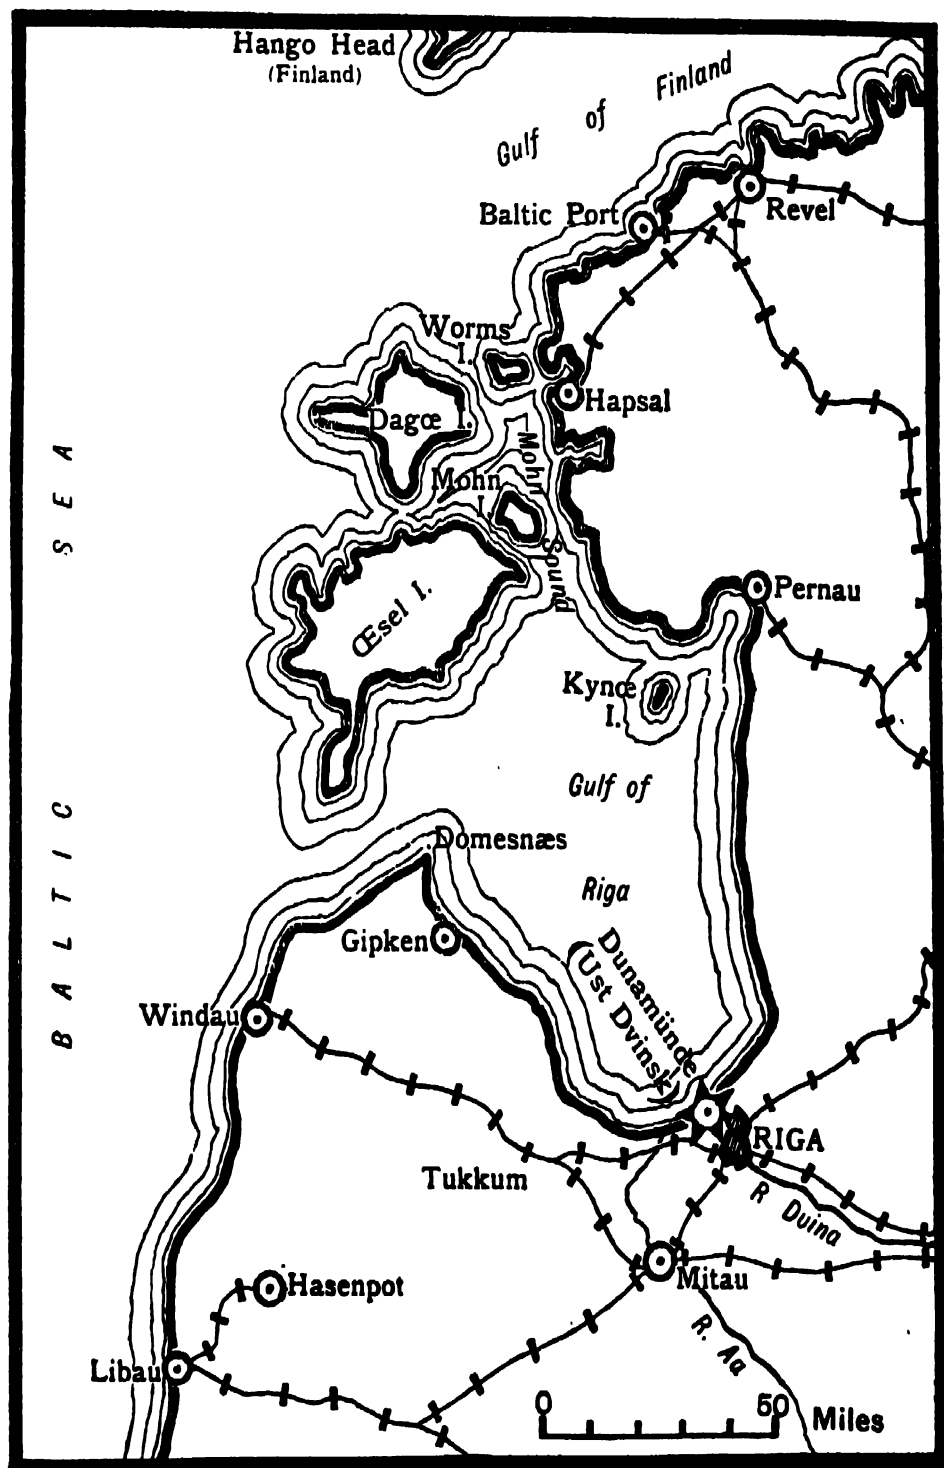 Hango Head
(Finland)
Gulf of Finland
Baltic Port
Revel
Worms
I.
Hapsal
Dagœ I.
Mohn
I.
Mohn Sound
Œsel I.
Pernau
Kynœ
I.
BALTIC SEA
Gulf of
Riga
Domesnæs
Gipken
Dunamünde
(Ust Dvinsk)
Windau
RIGA
Tukkum
R Duina
Mitau
Hasenpot
R. Aa
Libau
0 50 Miles